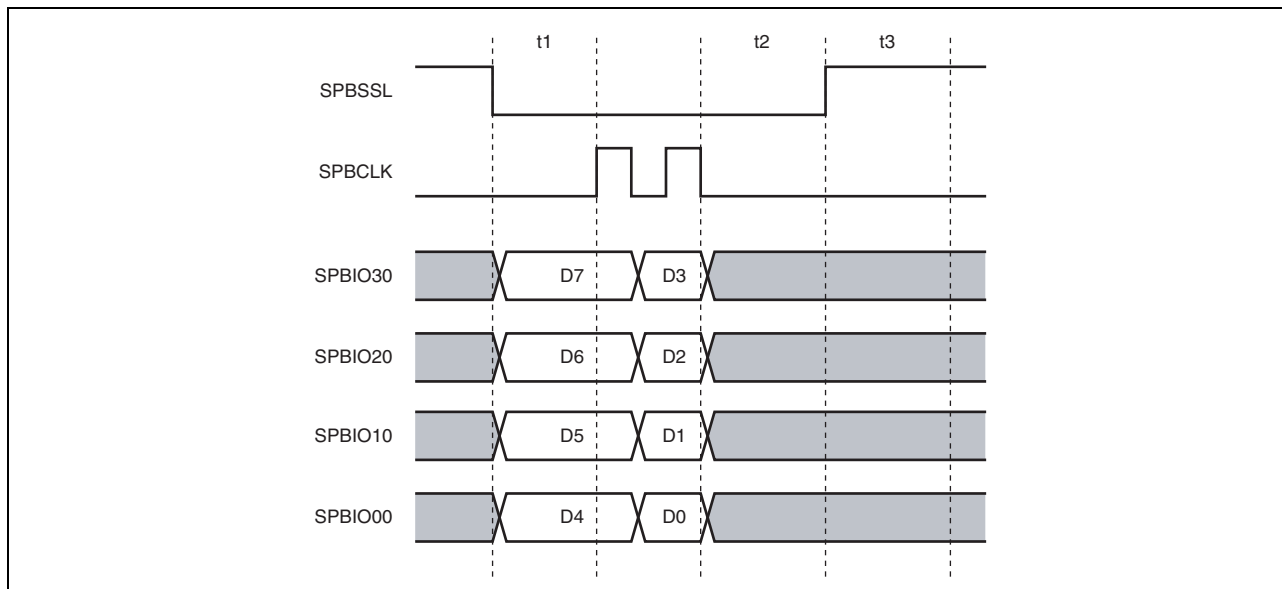 t1 t2 t3
SPBSSL
SPBCLK
SPBIO30 D7 D3
SPBIO20 D6 D2
SPBIO10 D5 D1
SPBIO00 D4 D0